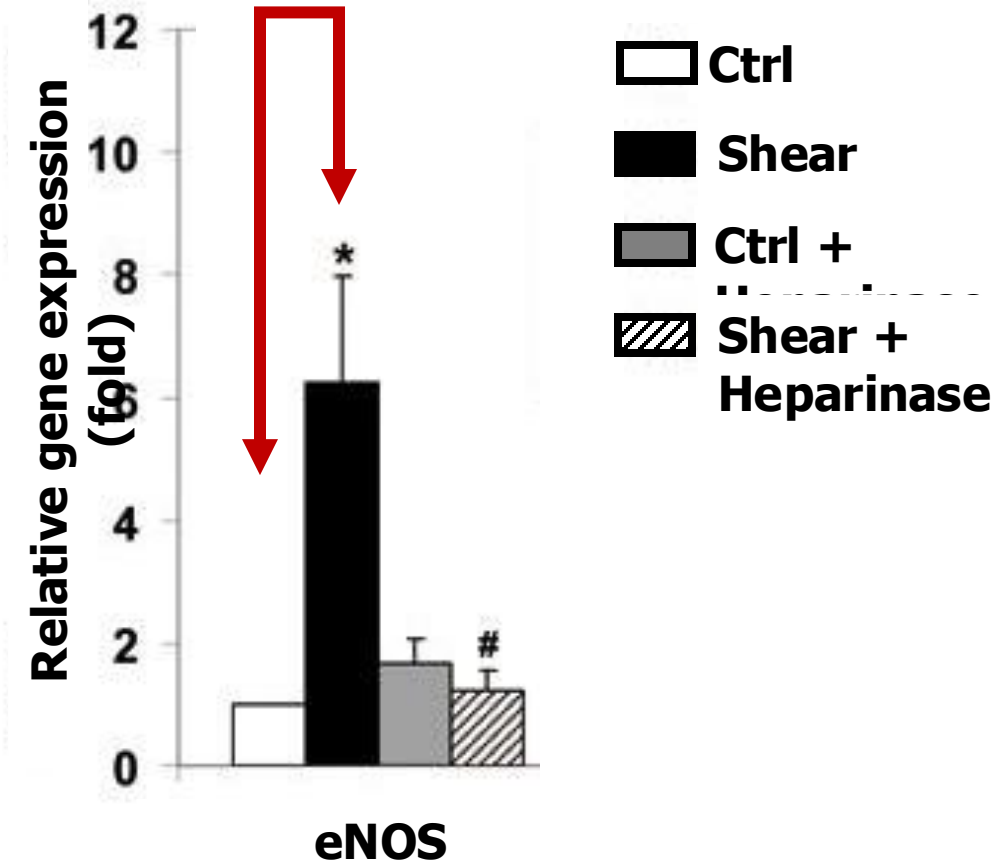 Relative gene expression
(fold)
12
10
8
6
4
2
0
*
#
eNOS
Ctrl
Shear
Ctrl +
Shear +
Heparinase